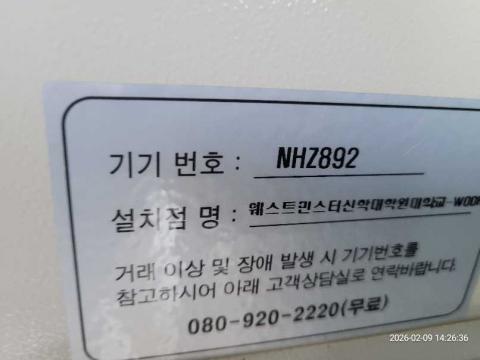 기기 번호 : NHZ892
설치점 명 : 웨스트민스터신학대학원대학교-WOOR
거래 이상 및 장애 발생 시 기기번호를
참고하시어 아래 고객상담실로 연락바랍니다.
080-920-2220(무료)
2026-02-09 14:26:36